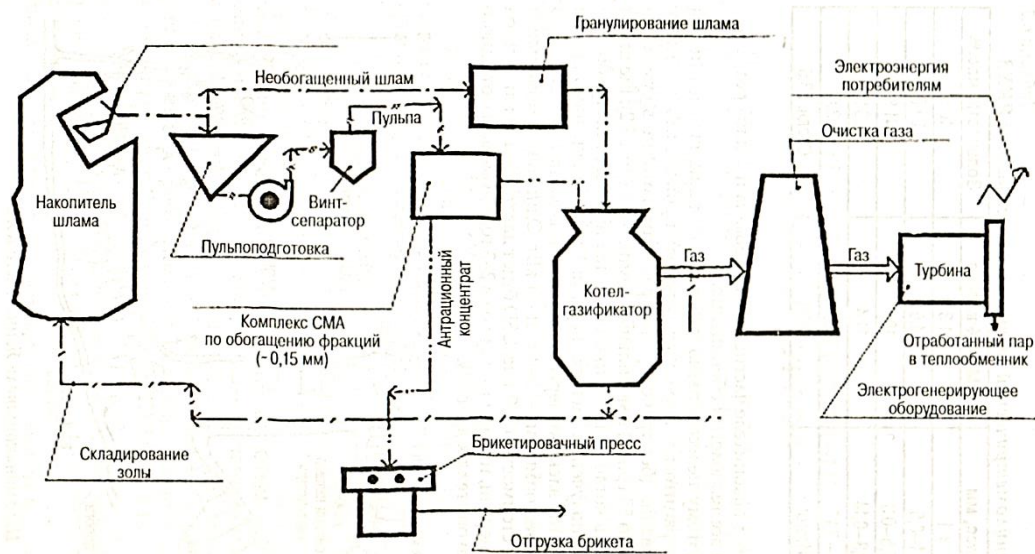 Гранулирование шлама
Необогащенный шлам
Электроэнергия
потребителям
Пульпа
Очистка газа
Накопитель
шлама
Винт-
сепаратор
Пульпоподготовка
Газ
Газ
Турбина
Котел-
газификатор
Антрационный
концентрат
Комплекс СМА
по обогащению фракций
(~0,15 мм)
Отработанный пар
в теплообменник
Электрогенерирующее
оборудование
Складирование
золы
Брикетировачный пресс
Отгрузка брикета